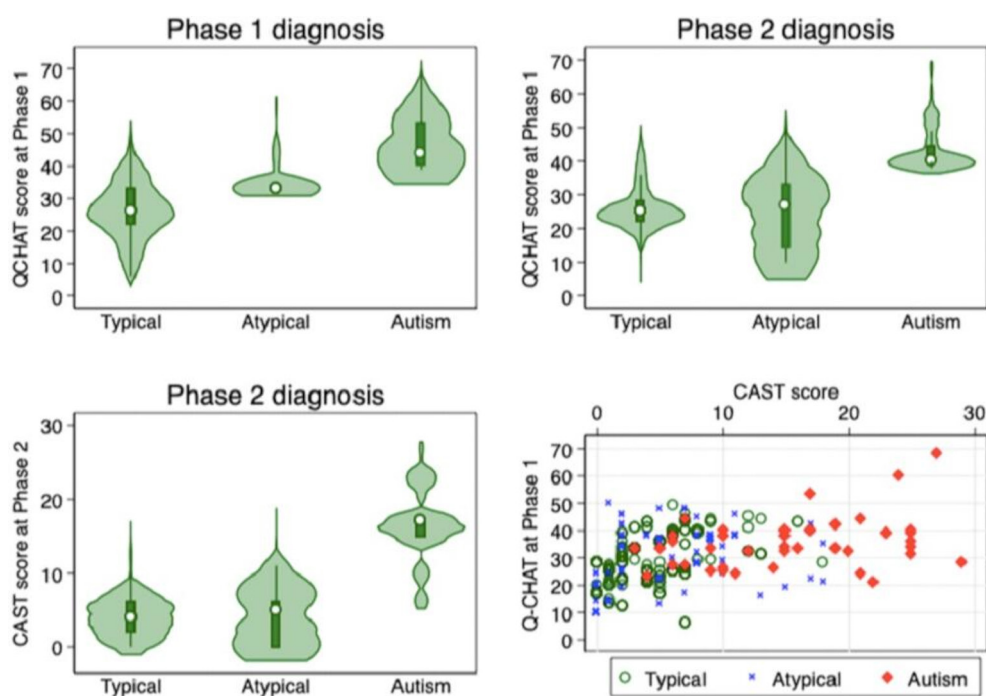 Phase 1 diagnosis
QCHAT score at Phase 1
70
60
50
40
30
20
10
0
Typical Atypical Autism
Phase 2 diagnosis
QCHAT score at Phase 1
70
60
50
40
30
20
10
0
Typical Atypical Autism
Phase 2 diagnosis
CAST score at Phase 2
30
20
10
0
Typical Atypical Autism
CAST score
0 10 20 30
Q-CHAT at Phase 1
70
60
50
40
30
20
10
0
Typical Atypical Autism